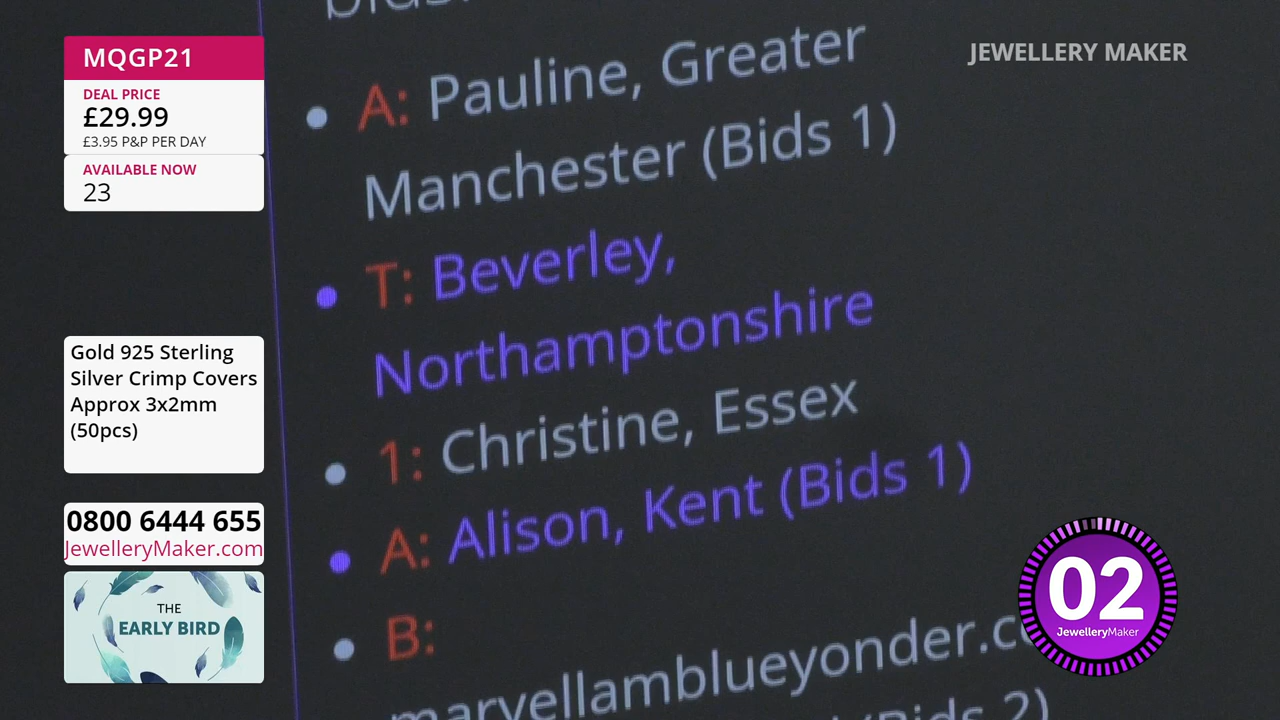 MQGP21
DEAL PRICE
£29.99
£3.95 P&P PER DAY
AVAILABLE NOW
23
Gold 925 Sterling
Silver Crimp Covers
Approx 3x2mm
(50pcs)
0800 6444 655
JewelleryMaker.com
THE
EARLY BIRD
JEWELLERY MAKER
A: Pauline, Greater
Manchester (Bids 1)
T: Beverley,
Northamptonshire
1: Christine, Essex
A: Alison, Kent (Bids 1)
B:
(Bids 2)
02
JewelleryMaker